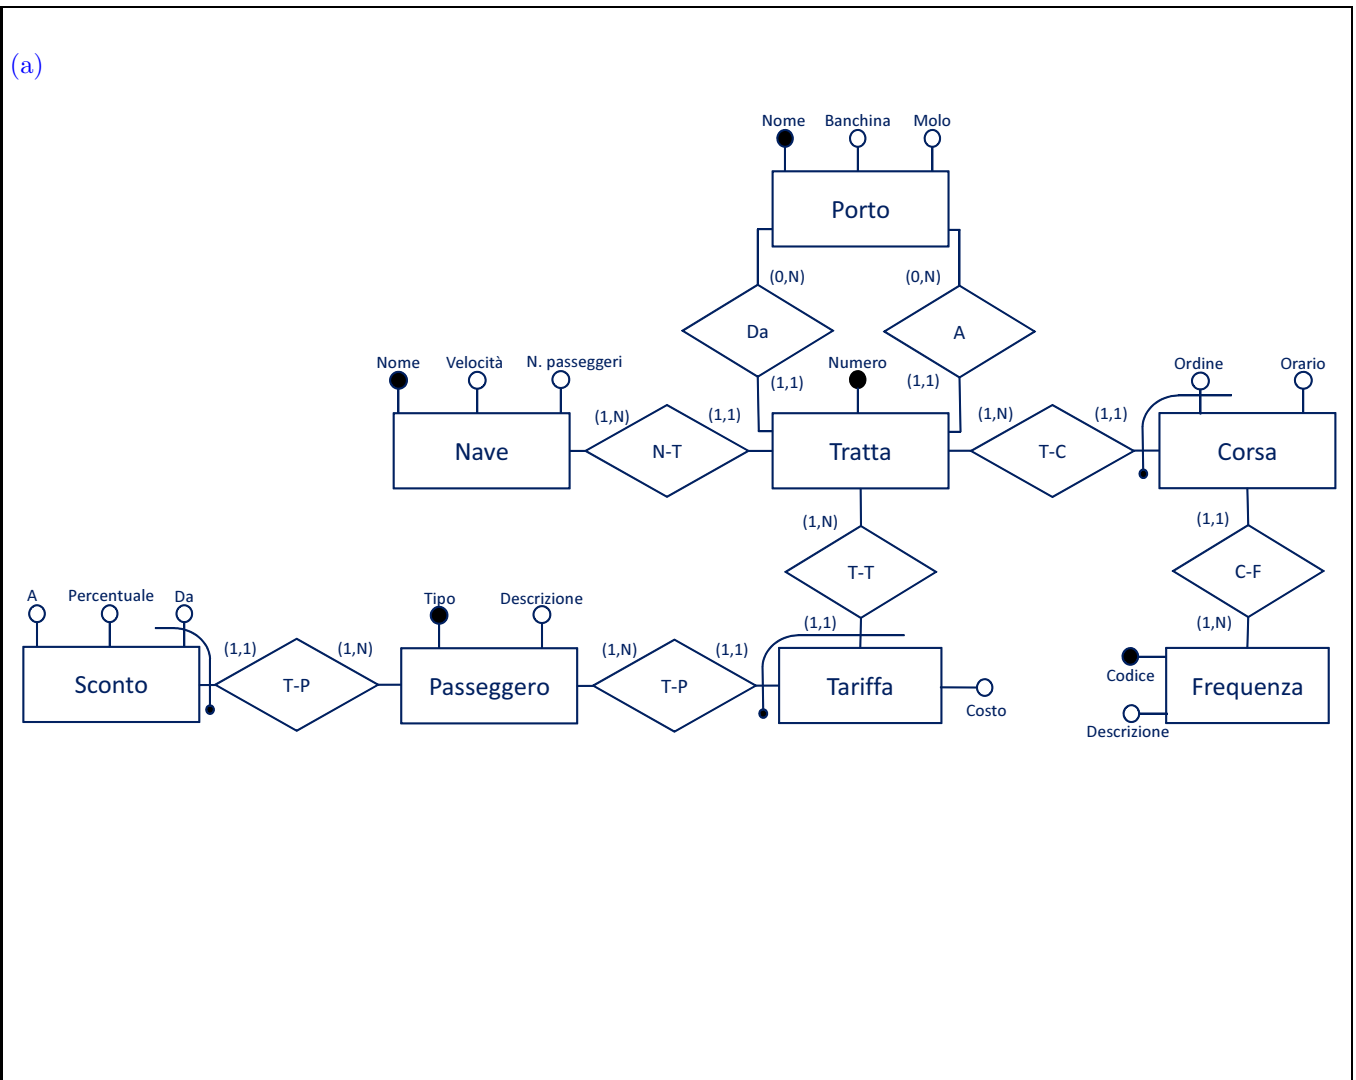 (a)
Nome Banchina Molo
Porto
(0,N) (0,N)
Da A
(1,1) (1,1)
Nome Velocità N. passeggeri Numero Ordine Orario
(1,N) (1,1) (1,N) (1,1)
Nave N-T Tratta T-C Corsa
(1,N) (1,1)
T-T C-F
(1,1) (1,N)
A Percentuale Da Tipo Descrizione
(1,1) (1,N) (1,N) (1,1)
Sconto T-P Passeggero T-P Tariffa Frequenza
Codice
Costo
Descrizione